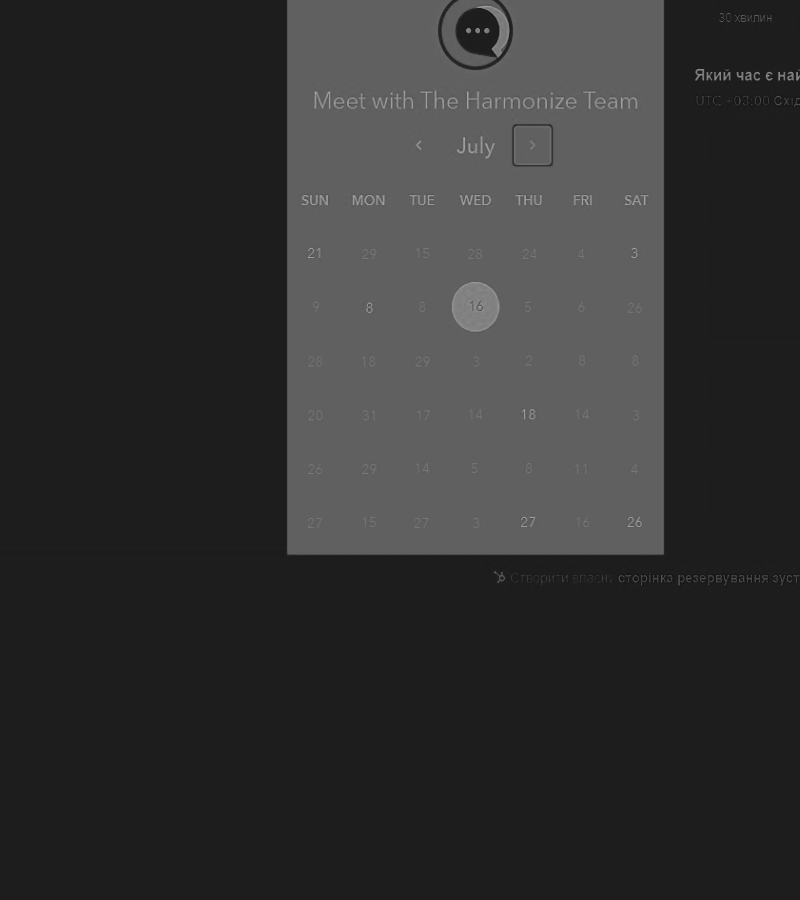 30 хвилин
Meet with The Harmonize Team
Який час є най
UTC +03:00 Схід
July
SUN MON TUE WED THU FRI SAT
21 29 15 28 24 4 3
9 8 8 16 5 6 26
28 18 29 3 2 8 8
20 31 17 14 18 14 3
26 29 14 5 8 11 4
27 15 27 3 27 16 26
Створити власну сторінка резервування зуст